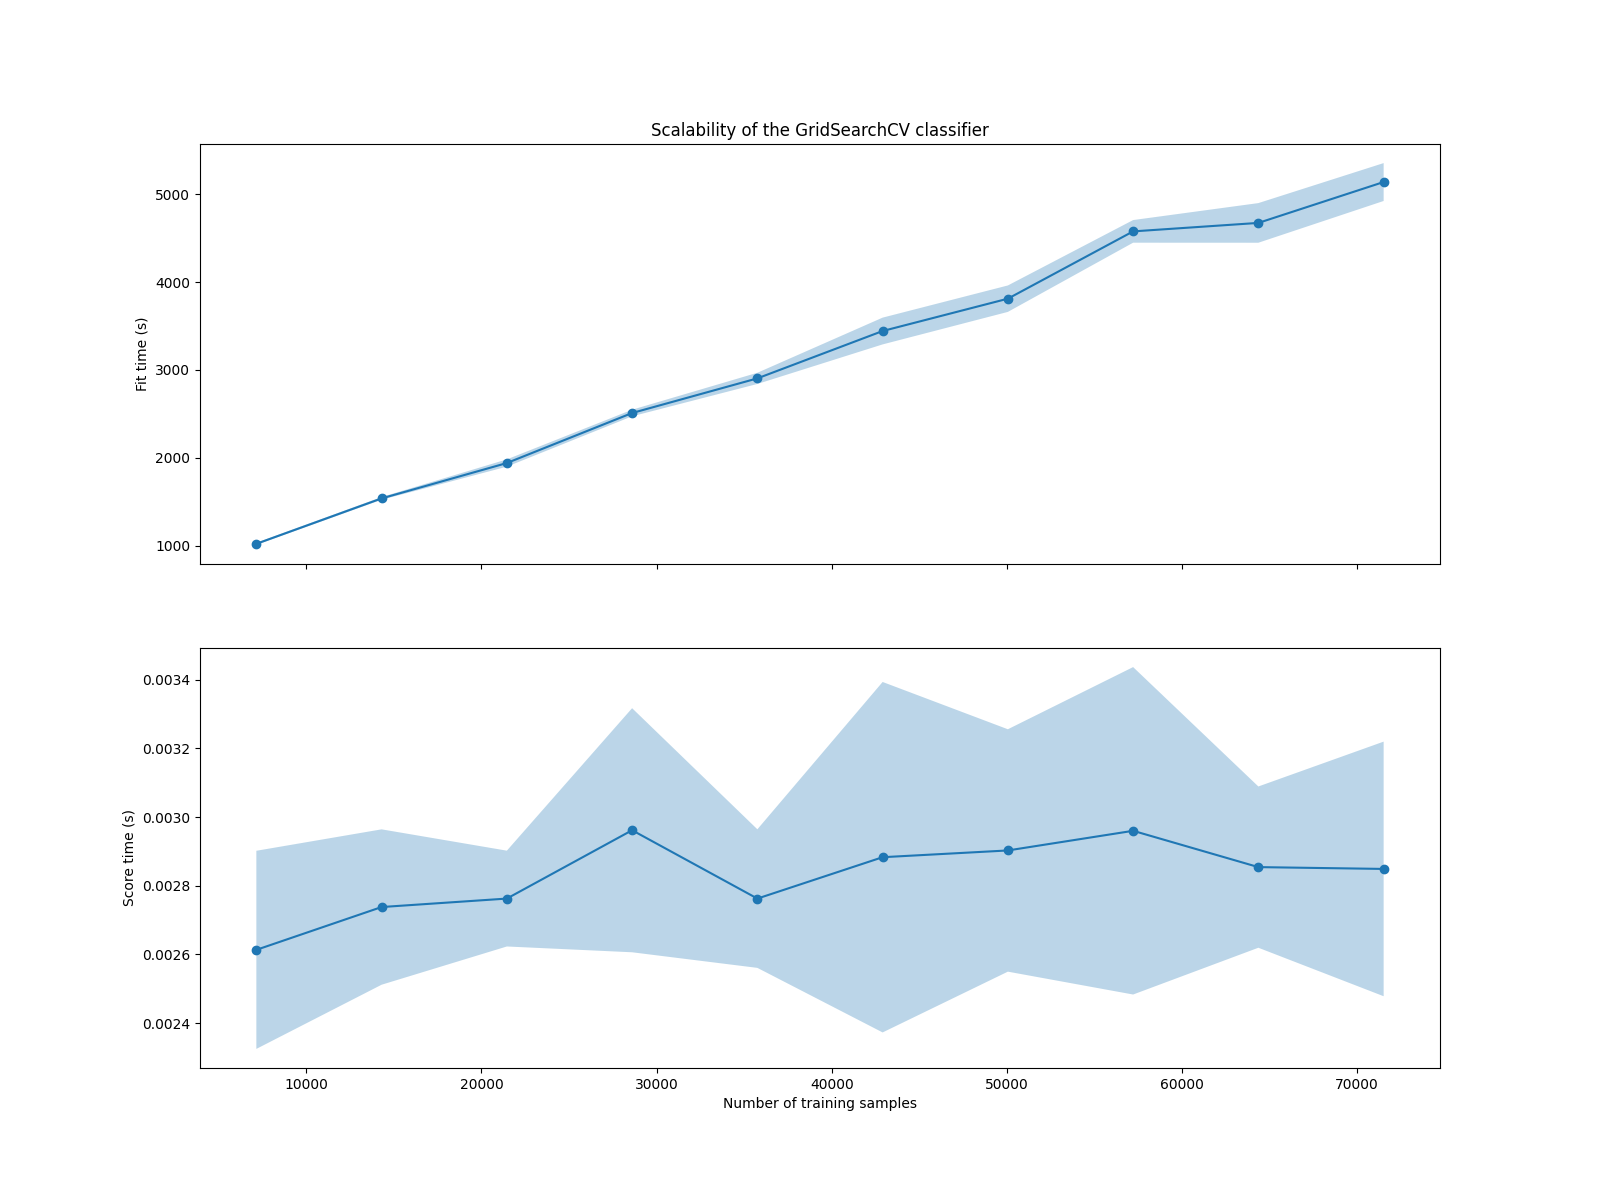 Scalability of the GridSearchCV classifier
5000
4000
3000
2000
1000
Fit time (s)
0.0034
0.0032
0.0030
0.0028
0.0026
0.0024
Score time (s)
10000 20000 30000 40000 50000 60000 70000
Number of training samples